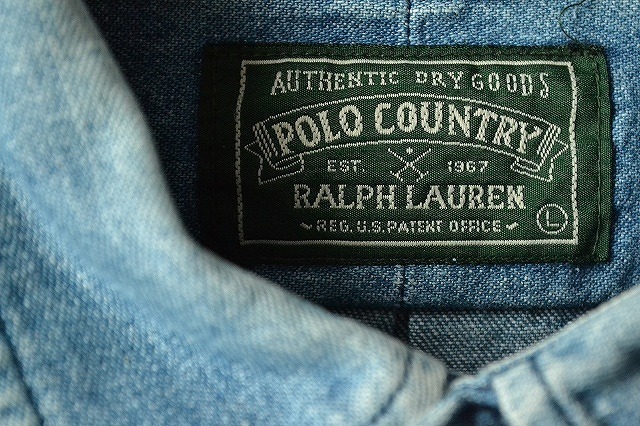 AUTHENTIC DRY GOODS
POLO COUNTRY
EST. 1967
RALPH LAUREN
~REG. U.S. PATENT OFFICE~
L